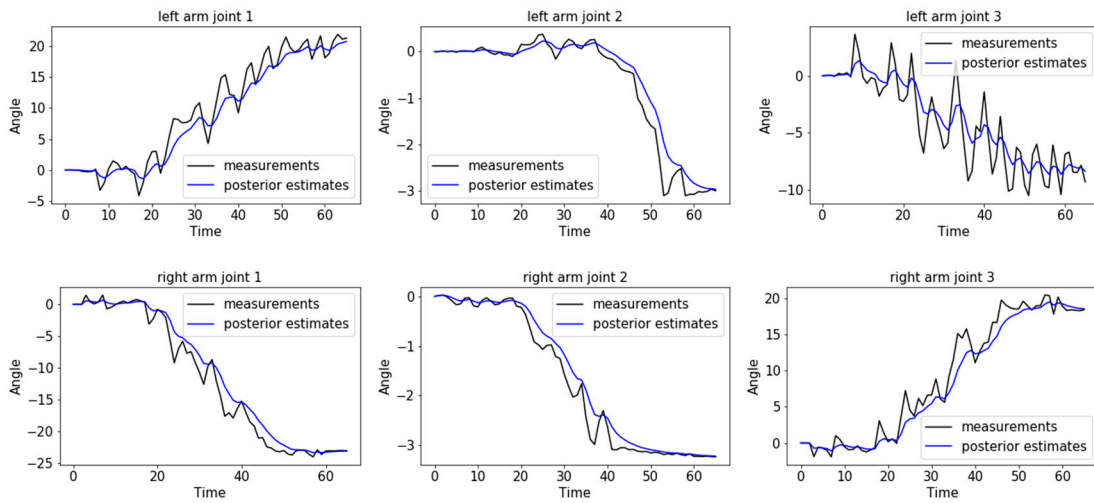 left arm joint 1
left arm joint 2
left arm joint 3
20
15
10
5
0
−5
Angle
measurements
posterior estimates
0 10 20 30 40 50 60
Time
0
−1
−2
−3
Angle
measurements
posterior estimates
0 10 20 30 40 50 60
Time
0
−5
−10
Angle
measurements
posterior estimates
0 20 40 60
Time
right arm joint 1
right arm joint 2
right arm joint 3
0
−5
−10
−15
−20
−25
Angle
measurements
posterior estimates
0 20 40 60
Time
0
−1
−2
−3
Angle
measurements
posterior estimates
0 10 20 30 40 50 60
Time
20
15
10
5
0
Angle
measurements
posterior estimates
0 10 20 30 40 50 60
Time